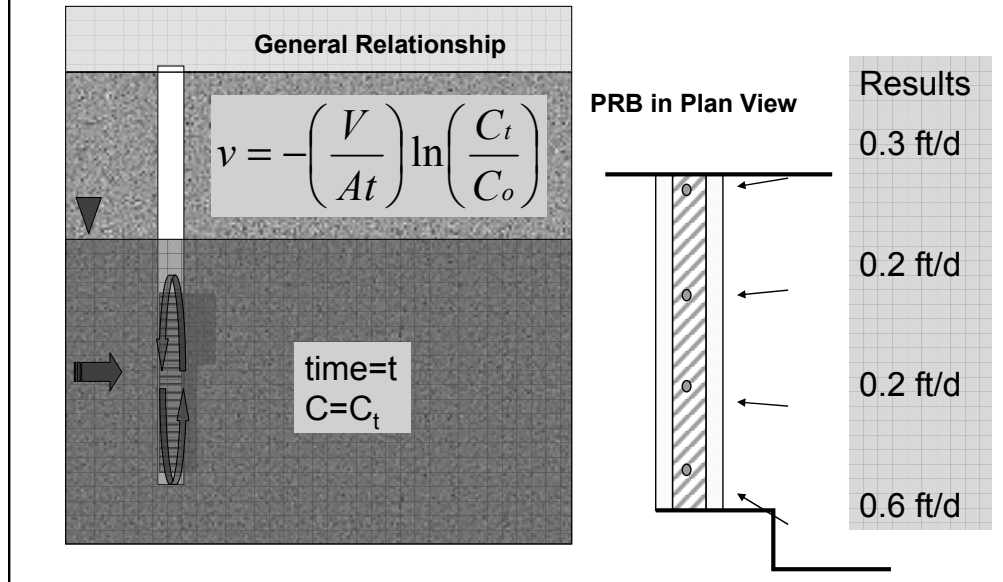 General Relationship
v = -(V/At) ln(Cₜ/Cₒ)
time=t
C=Cₜ
PRB in Plan View
Results
0.3 ft/d
0.2 ft/d
0.2 ft/d
0.6 ft/d